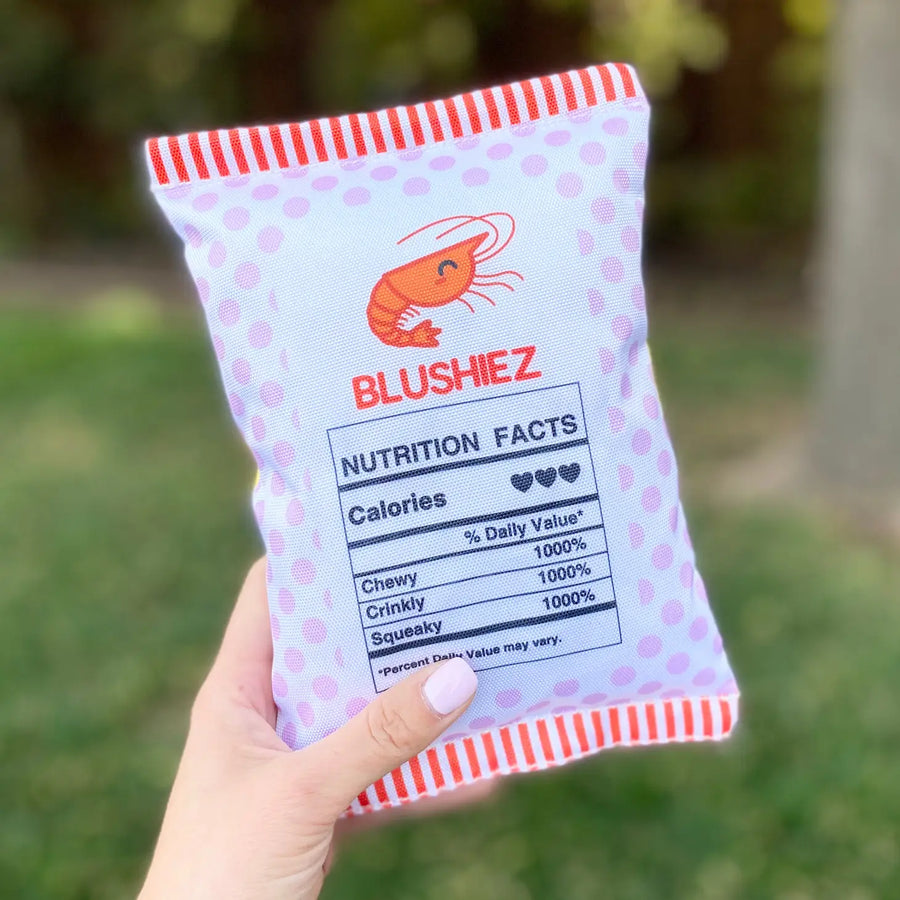 BLUSHIEZ
NUTRITION FACTS
Calories ♥♥♥
% Daily Value*
Chewy 1000%
Crinkly 1000%
Squeaky 1000%
*Percent Daily Value may vary.